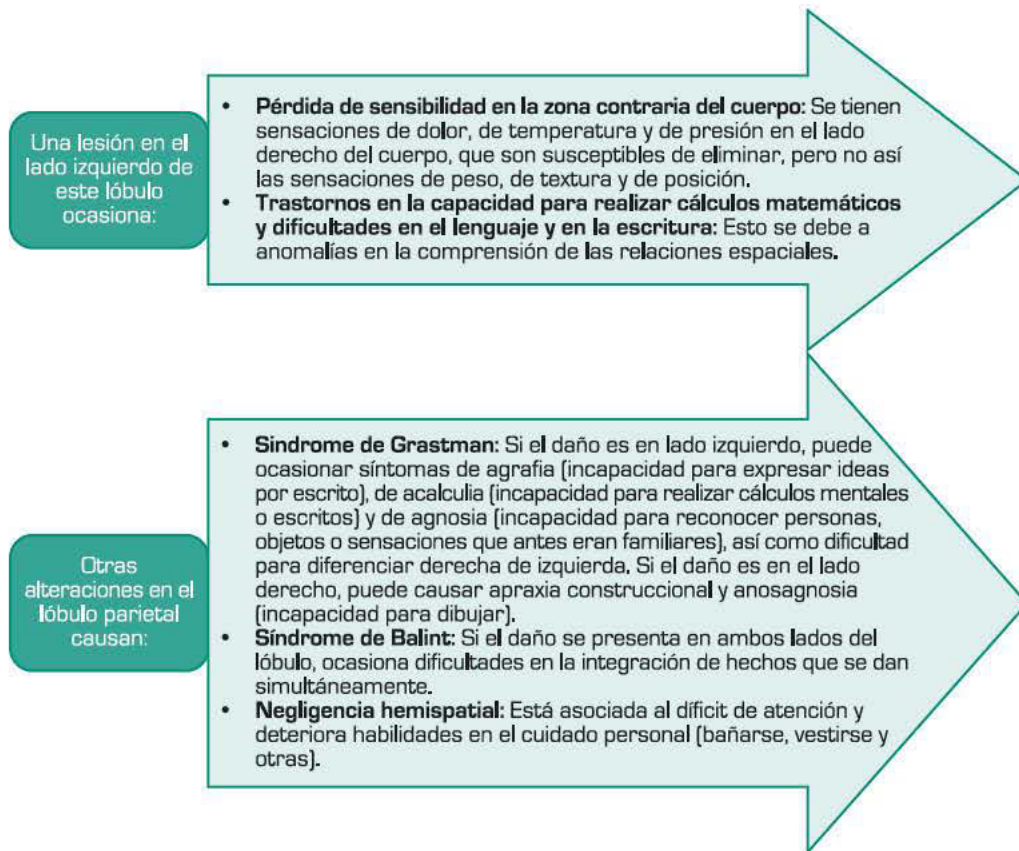 Una lesión en el
lado izquierdo de
este lóbulo
ocasiona:
• Pérdida de sensibilidad en la zona contraria del cuerpo: Se tienen
sensaciones de dolor, de temperatura y de presión en el lado
derecho del cuerpo, que son susceptibles de eliminar, pero no así
las sensaciones de peso, de textura y de posición.
• Trastornos en la capacidad para realizar cálculos matemáticos
y dificultades en el lenguaje y en la escritura: Esto se debe a
anomalías en la comprensión de las relaciones espaciales.
Otras
alteraciones en el
lóbulo parietal
causan:
• Síndrome de Grastman: Si el daño es en lado izquierdo, puede
ocasionar síntomas de agrafia (incapacidad para expresar ideas
por escrito), de acalculia (incapacidad para realizar cálculos mentales
o escritos) y de agnosia (incapacidad para reconocer personas,
objetos o sensaciones que antes eran familiares), así como dificultad
para diferenciar derecha de izquierda. Si el daño es en el lado
derecho, puede causar apraxia construccional y anosagnosia
(incapacidad para dibujar).
• Síndrome de Balint: Si el daño se presenta en ambos lados del
lóbulo, ocasiona dificultades en la integración de hechos que se dan
simultáneamente.
• Negligencia hemispatial: Está asociada al díficit de atención y
deteriora habilidades en el cuidado personal (bañarse, vestirse y
otras).